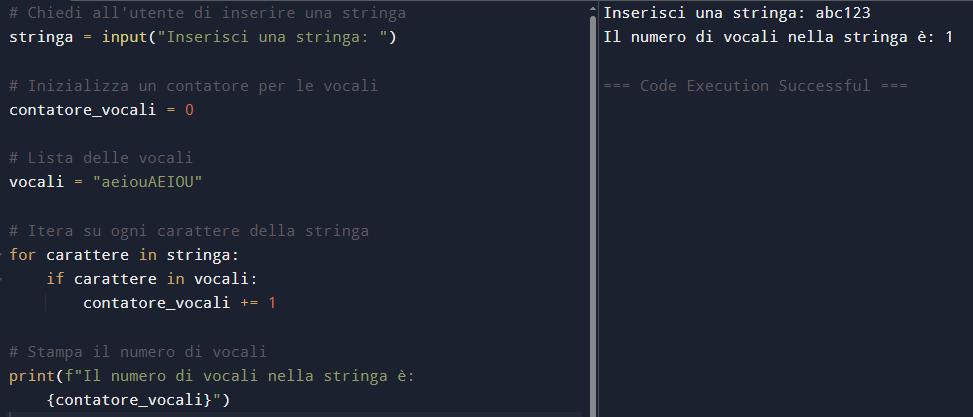 # Chiedi all'utente di inserire una stringa
stringa = input("Inserisci una stringa: ")
# Inizializza un contatore per le vocali
contatore_vocali = 0
# Lista delle vocali
vocali = "aeiouAEIOU"
# Itera su ogni carattere della stringa
for carattere in stringa:
    if carattere in vocali:
        contatore_vocali += 1
# Stampa il numero di vocali
print(f"Il numero di vocali nella stringa è:
    {contatore_vocali}")
Inserisci una stringa: abc123
Il numero di vocali nella stringa è: 1
=== Code Execution Successful ===